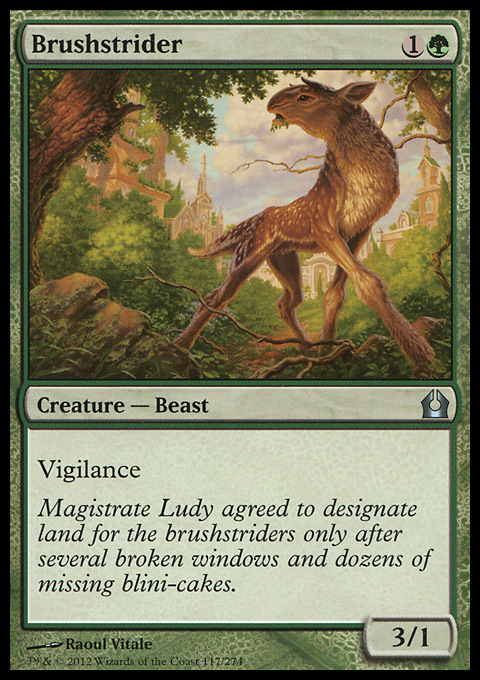 Brushstrider 1
Creature — Beast
Vigilance
Magistrate Ludy agreed to designate
land for the brushstriders only after
several broken windows and dozens of
missing blini-cakes.
3/1
Raoul Vitale
™ & © 2012 Wizards of the Coast 117/274